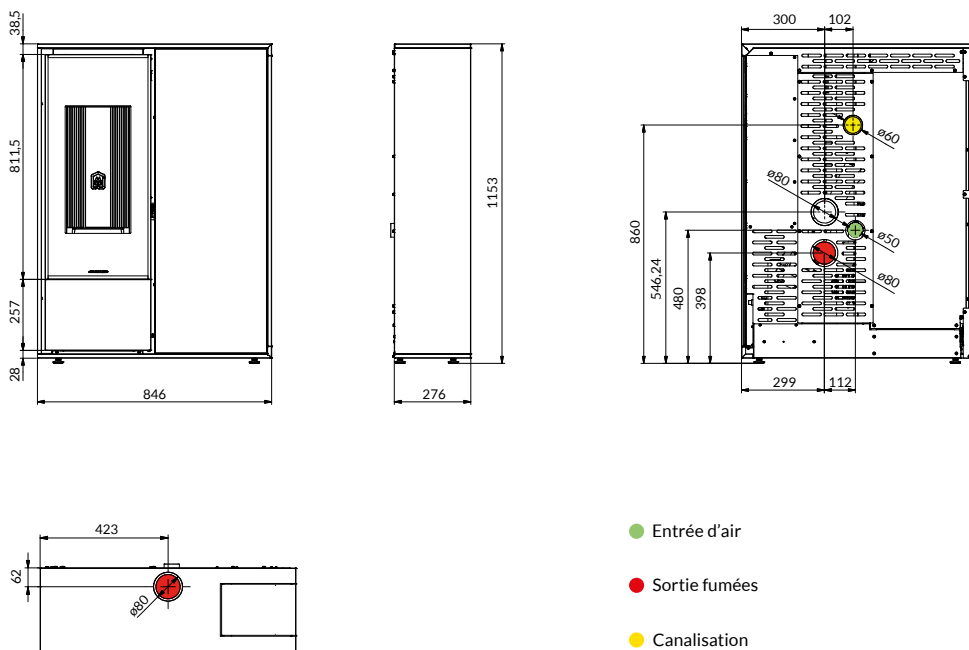 38,5
811,5
257
28
846
1153
276
300
102
ø60
ø80
ø50
ø80
860
546,24
480
398
299
112
423
62
ø80
Entrée d'air
Sortie fumées
Canalisation